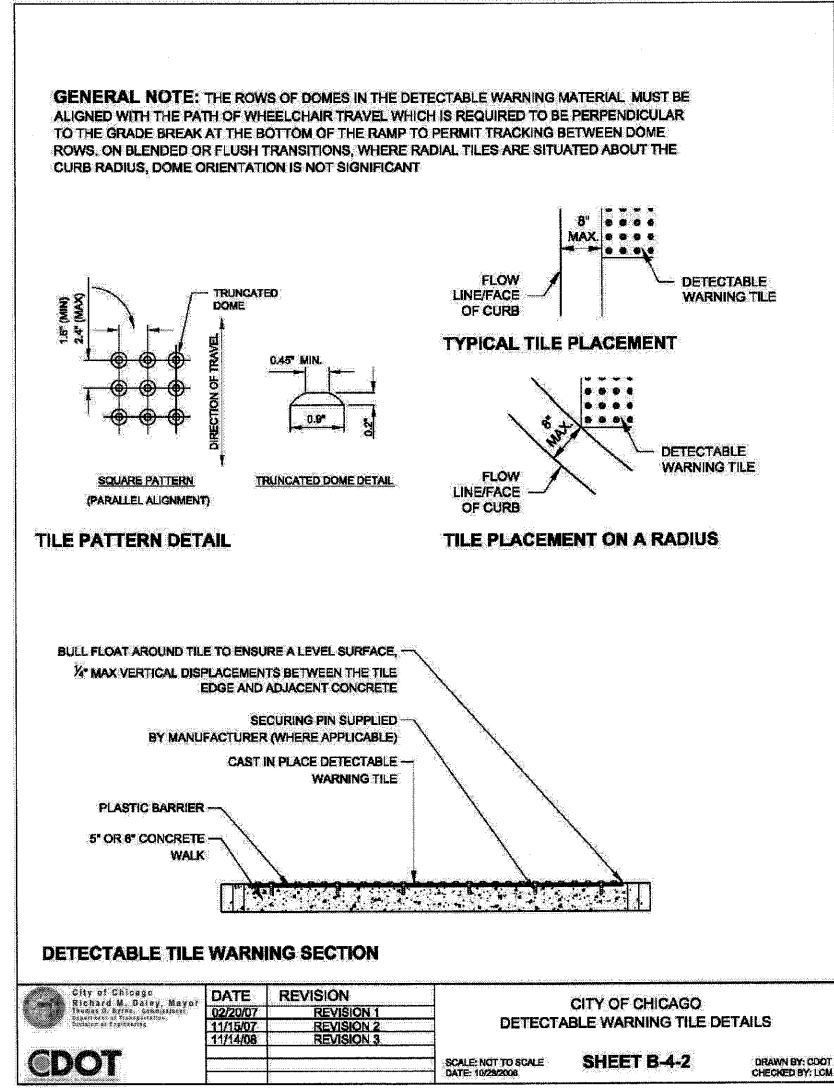 GENERAL NOTE: THE ROWS OF DOMES IN THE DETECTABLE WARNING MATERIAL MUST BE
ALIGNED WITH THE PATH OF WHEELCHAIR TRAVEL WHICH IS REQUIRED TO BE PERPENDICULAR
TO THE GRADE BREAK AT THE BOTTOM OF THE RAMP TO PERMIT TRACKING BETWEEN DOME
ROWS. ON BLENDED OR FLUSH TRANSITIONS, WHERE RADIAL TILES ARE SITUATED ABOUT THE
CURB RADIUS, DOME ORIENTATION IS NOT SIGNIFICANT
1.6" (MIN)
2.4" (MAX)
TRUNCATED
DOME
DIRECTION OF TRAVEL
SQUARE PATTERN
(PARALLEL ALIGNMENT)
0.45" MIN.
0.9"
0.2"
TRUNCATED DOME DETAIL
TILE PATTERN DETAIL
8"
MAX.
FLOW
LINE/FACE
OF CURB
DETECTABLE
WARNING TILE
TYPICAL TILE PLACEMENT
MAX.
DETECTABLE
WARNING TILE
FLOW
LINE/FACE
OF CURB
TILE PLACEMENT ON A RADIUS
BULL FLOAT AROUND TILE TO ENSURE A LEVEL SURFACE,
1/4" MAX VERTICAL DISPLACEMENTS BETWEEN THE TILE
EDGE AND ADJACENT CONCRETE
SECURING PIN SUPPLIED
BY MANUFACTURER (WHERE APPLICABLE)
CAST IN PLACE DETECTABLE
WARNING TILE
PLASTIC BARRIER
5" OR 8" CONCRETE
WALK
DETECTABLE TILE WARNING SECTION
City of Chicago
Richard M. Daley, Mayor
Thomas G. Byrne, Commissioner
Department of Transportation
Division of Engineering
CDOT
DATE REVISION
02/20/07 REVISION 1
11/15/07 REVISION 2
11/14/08 REVISION 3
CITY OF CHICAGO
DETECTABLE WARNING TILE DETAILS
SCALE: NOT TO SCALE
DATE:
SHEET B-4-2
DRAWN BY: CDOT
CHECKED BY: LCM